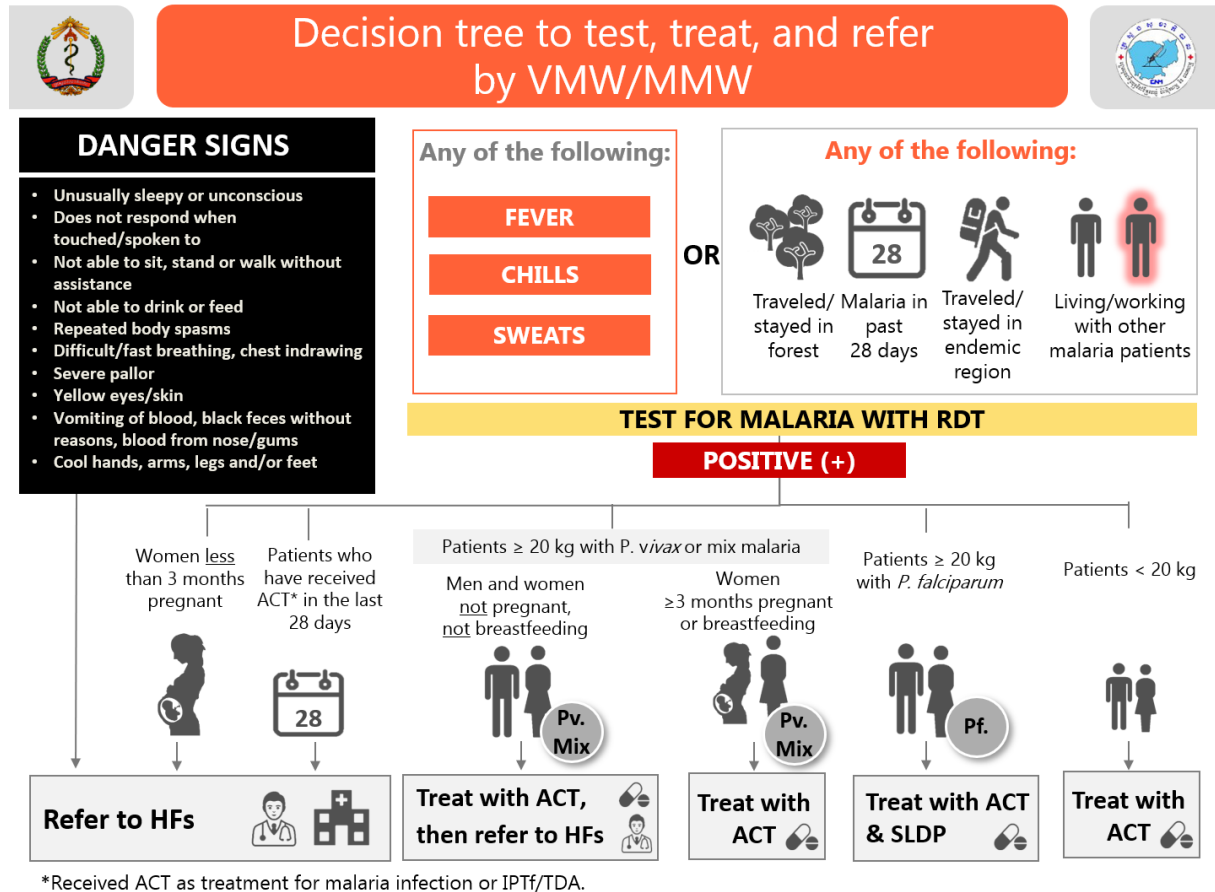 Decision tree to test, treat, and refer
by VMW/MMW
CNM
DANGER SIGNS
• Unusually sleepy or unconscious
• Does not respond when
touched/spoken to
• Not able to sit, stand or walk without
assistance
• Not able to drink or feed
• Repeated body spasms
• Difficult/fast breathing, chest indrawing
• Severe pallor
• Yellow eyes/skin
• Vomiting of blood, black feces without
reasons, blood from nose/gums
• Cool hands, arms, legs and/or feet
Any of the following:
FEVER
CHILLS
SWEATS
OR
Any of the following:
28
Traveled/
stayed in
forest
Malaria in
past
28 days
Traveled/
stayed in
endemic
region
Living/working
with other
malaria patients
TEST FOR MALARIA WITH RDT
POSITIVE (+)
Women less
than 3 months
pregnant
Patients who
have received
ACT* in the last
28 days
28
Patients ≥ 20 kg with P. vivax or mix malaria
Men and women
not pregnant,
not breastfeeding
Pv.
Mix
Women
≥3 months pregnant
or breastfeeding
Pv.
Mix
Patients ≥ 20 kg
with P. falciparum
Pf.
Patients < 20 kg
Refer to HFs
Treat with ACT,
then refer to HFs
Treat with
ACT
Treat with ACT
& SLDP
Treat with
ACT
*Received ACT as treatment for malaria infection or IPTf/TDA.